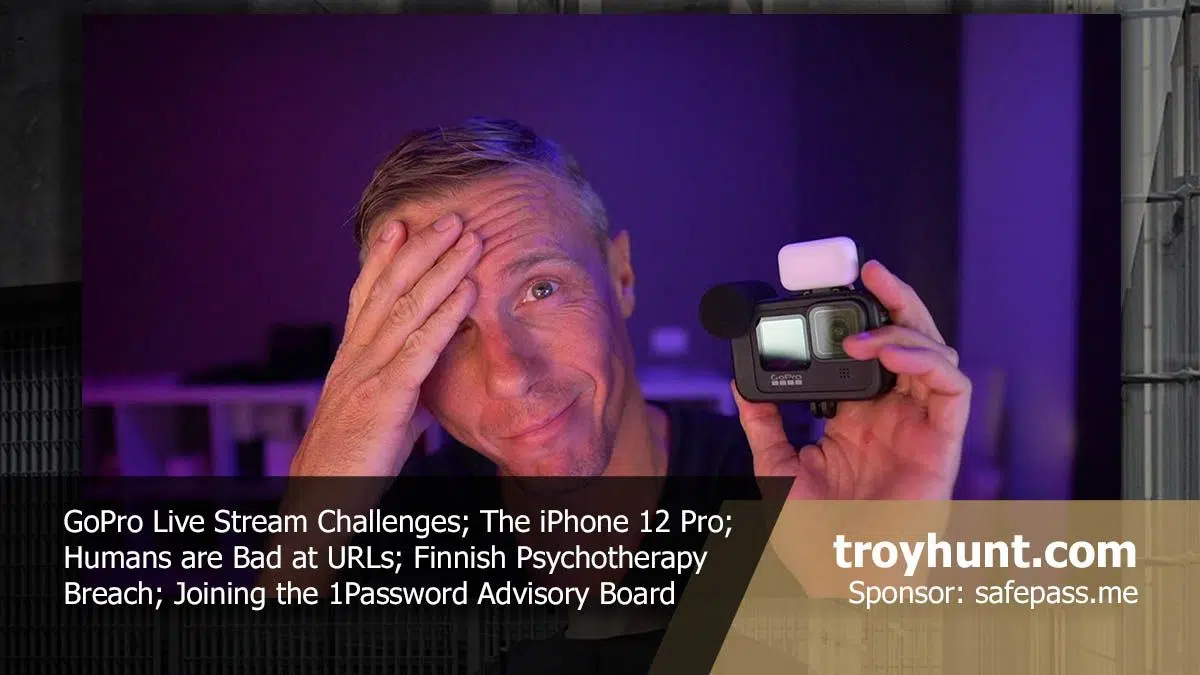 GoPro
GoPro Live Stream Challenges; The iPhone 12 Pro;
Humans are Bad at URLs; Finnish Psychotherapy
Breach; Joining the 1Password Advisory Board
troyhunt.com
Sponsor: safepass.me